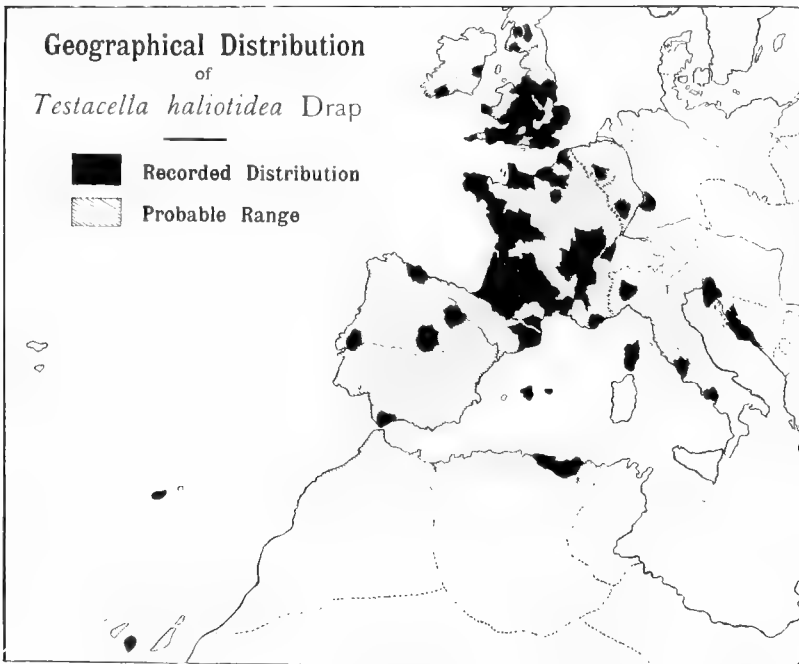 Geographical Distribution
of
Testacella haliotidea Drap
Recorded Distribution
Probable Range